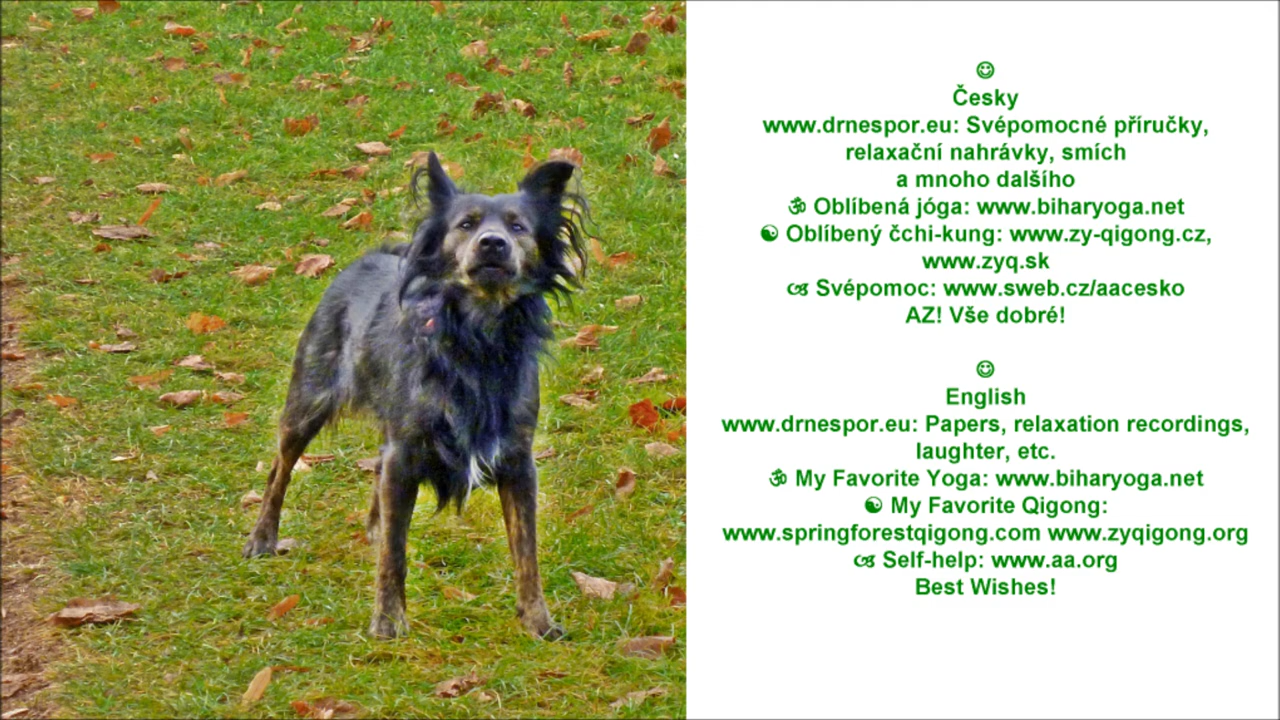 ☺
Česky
www.drnespor.eu: Svépomocné příručky,
relaxační nahrávky, smích
a mnoho dalšího
ॐ Oblíbená jóga: www.biharyoga.net
☯ Oblíbený čchi-kung: www.zy-qigong.cz,
www.zyq.sk
Svépomoc: www.sweb.cz/aacesko
AZ! Vše dobré!
☺
English
www.drnespor.eu: Papers, relaxation recordings,
laughter, etc.
ॐ My Favorite Yoga: www.biharyoga.net
☯ My Favorite Qigong:
www.springforestqigong.com www.zyqigong.org
Self-help: www.aa.org
Best Wishes!